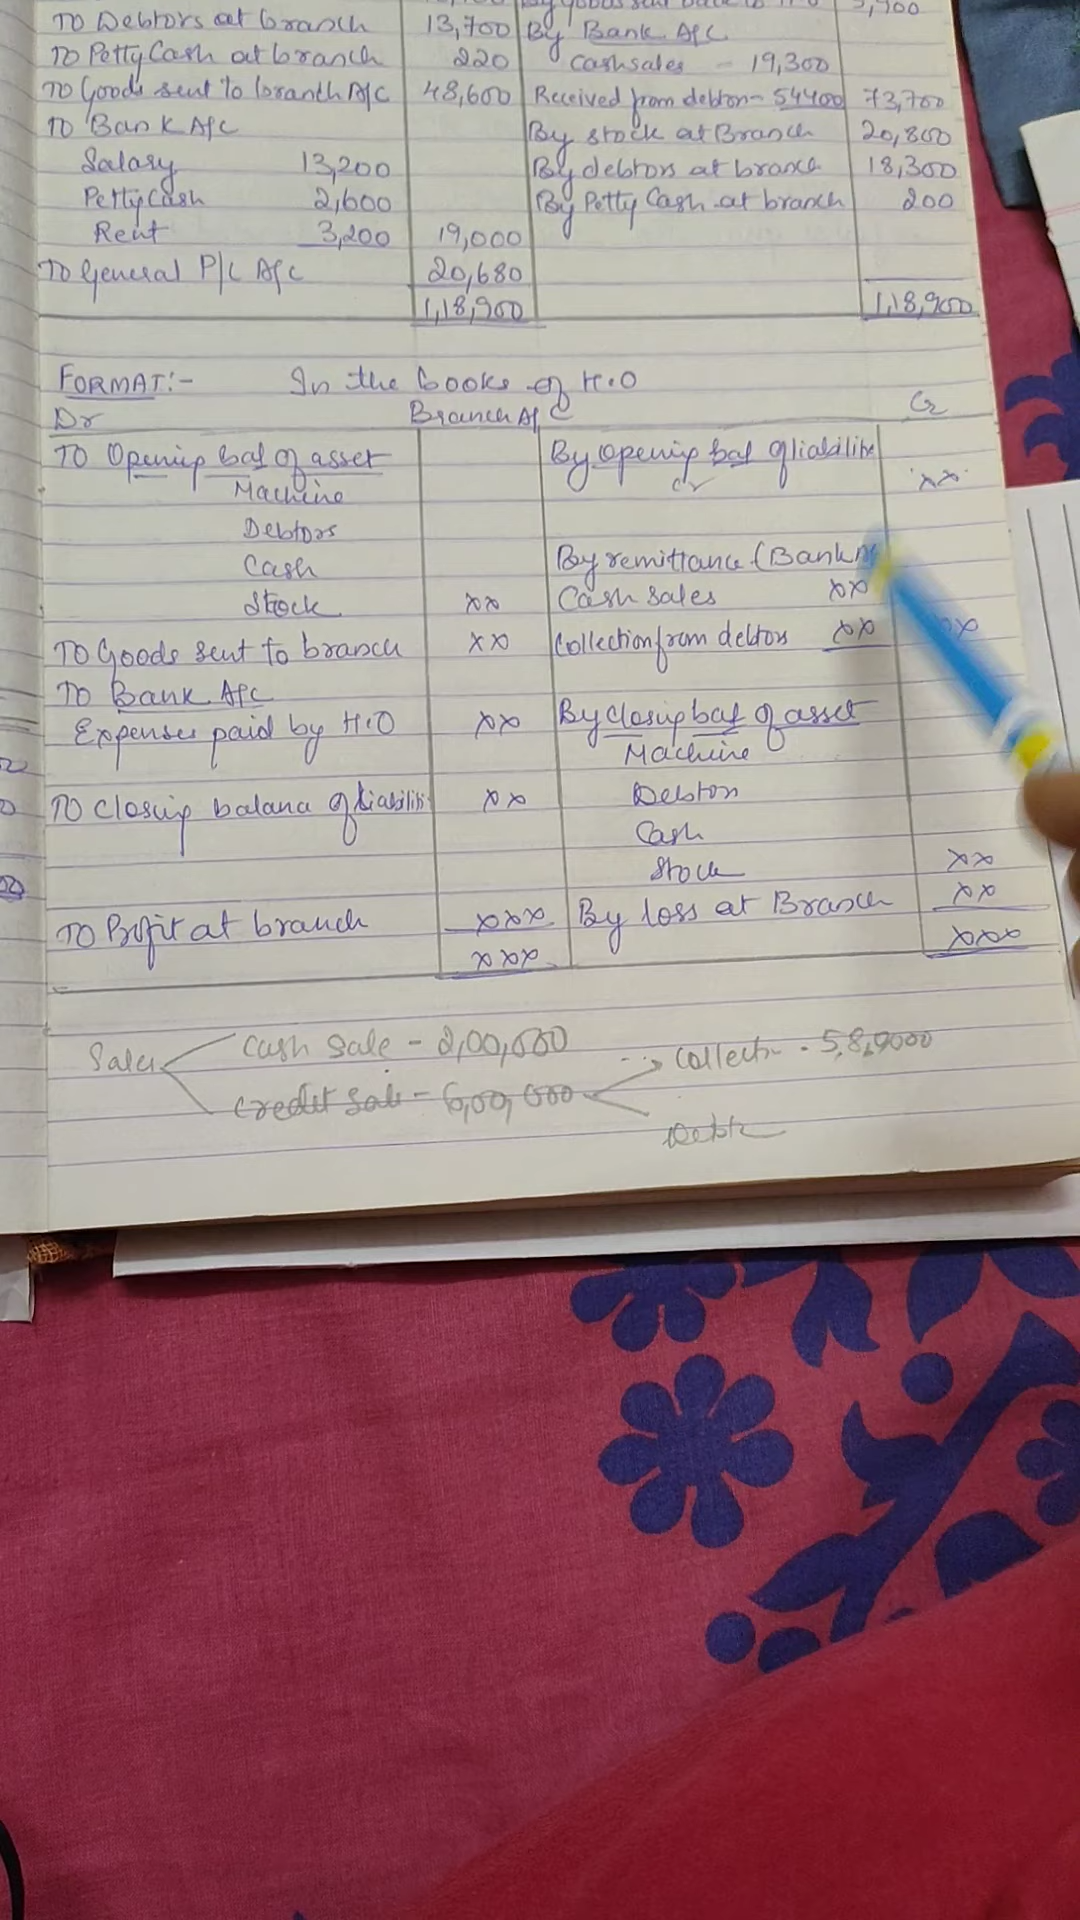 To Debtors at branch 13,700 By Bank A/c
To Petty Cash at branch 220 Cash sales - 19,300
To Goods sent to branch A/c 48,600 Received from debtors - 54400 73,700
To Bank A/c By stock at Branch 20,800
Salary 13,200 By debtors at branch 18,300
Petty Cash 2,600 By Petty Cash at branch 200
Rent 3,200 19,000
To General P/L A/c 20,680
1,18,900 1,18,900
FORMAT:- In the books of H.O
Dr Branch A/c Cr
To Opening bal of asset By Opening bal of liabilities
Machine Cr xx
Debtors
Cash By remittance (Bank
Stock xx Cash sales xx
To Goods sent to branch xx Collection from debtors xx xx
To Bank A/c
Expenses paid by H.O xx By closing bal of asset
Machine
To Closing balance of liabiliti xx Debtors
Cash
Stock xx
To Profit at branch xxx By loss at Branch xx
xxx xxx
Sales Cash sale - 2,00,000 Collectn - 5,8,9000
Credit Sale - 6,00,000
Debtr